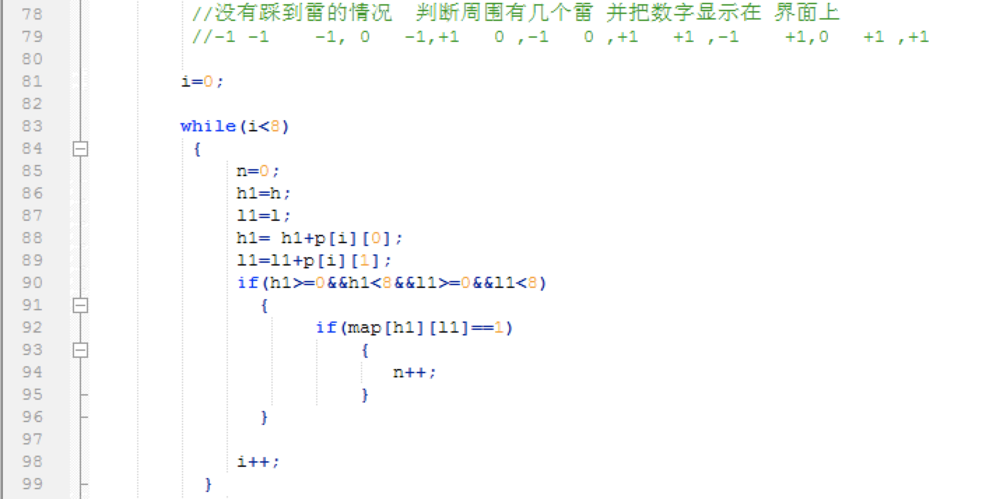 78 //没有踩到雷的情况 判断周围有几个雷 并把数字显示在 界面上
79 //-1 -1 -1, 0 -1,+1 0 ,-1 0 ,+1 +1 ,-1 +1,0 +1 ,+1
80
81 i=0;
82
83 while(i<8)
84 {
85 n=0;
86 h1=h;
87 l1=l;
88 h1= h1+p[i][0];
89 l1=l1+p[i][1];
90 if(h1>=0&&h1<8&&l1>=0&&l1<8)
91 {
92 if(map[h1][l1]==1)
93 {
94 n++;
95 }
96 }
97
98 i++;
99 }